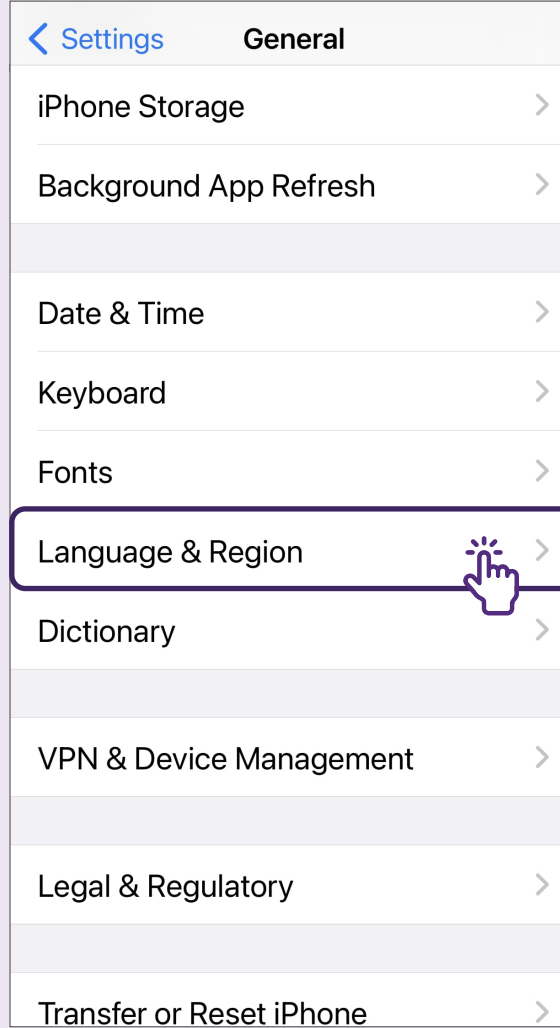 Settings General
iPhone Storage
Background App Refresh
Date & Time
Keyboard
Fonts
Language & Region
Dictionary
VPN & Device Management
Legal & Regulatory
Transfer or Reset iPhone